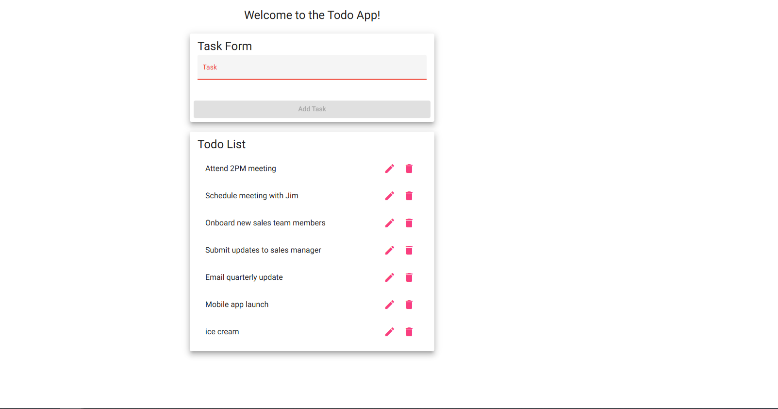 Welcome to the Todo App!
Task Form
Task
Add Task
Todo List
Attend 2PM meeting
Schedule meeting with Jim
Onboard new sales team members
Submit updates to sales manager
Email quarterly update
Mobile app launch
ice cream